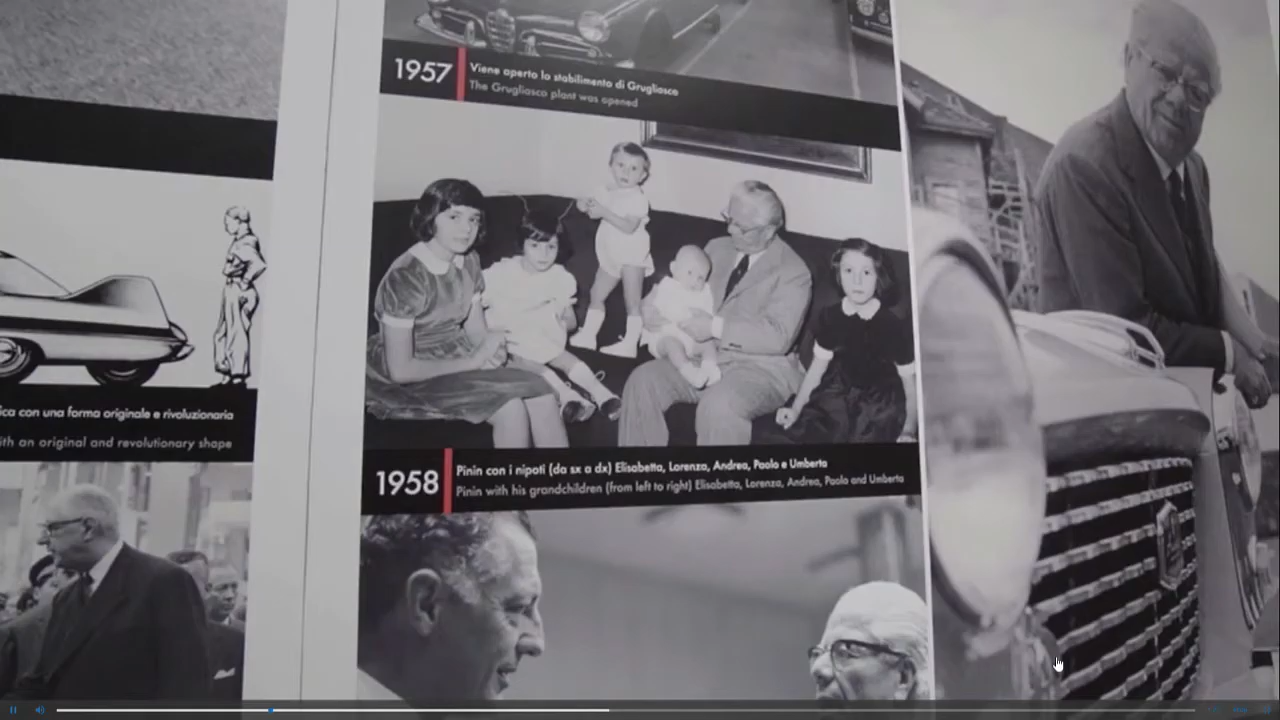 1957
Viene aperto lo stabilimento di Grugliasco
The Grugliasco plant was opened
ica con una forma originale e rivoluzionaria
ith an original and revolutionary shape
1958
Pinin con i nipoti (da sx a dx) Elisabetta, Lorenza, Andrea, Paolo e Umberta
Pinin with his grandchildren (from left to right) Elisabetta, Lorenza, Andrea, Paolo and Umberta